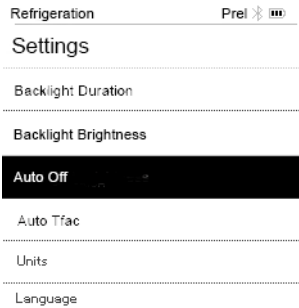 Refrigeration Prel
Settings
Backlight Duration
Backlight Brightness
Auto Off
Auto Tfac
Units
Language